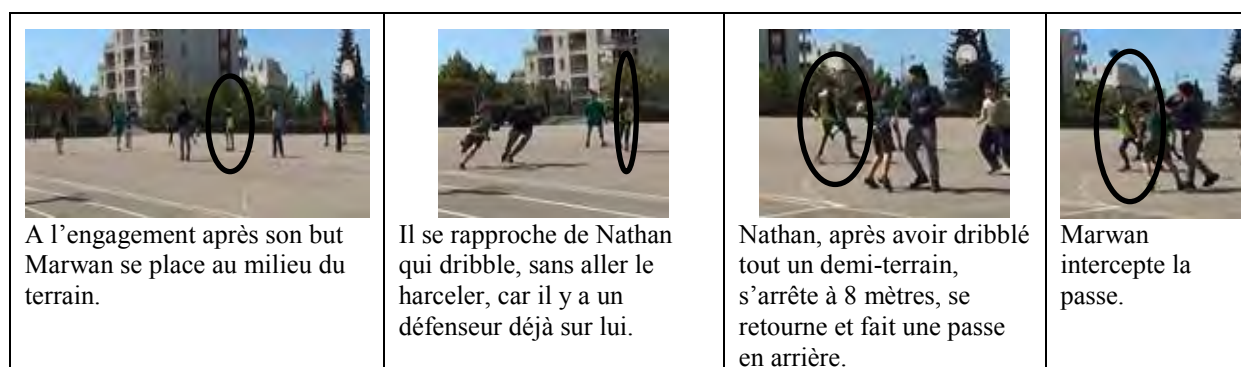 A l’engagement après son but
Marwan se place au milieu du
terrain.
Il se rapproche de Nathan
qui dribble, sans aller le
harceler, car il y a un
défenseur déjà sur lui.
Nathan, après avoir dribblé
tout un demi-terrain,
s’arrête à 8 mètres, se
retourne et fait une passe
en arrière.
Marwan
intercepte la
passe.